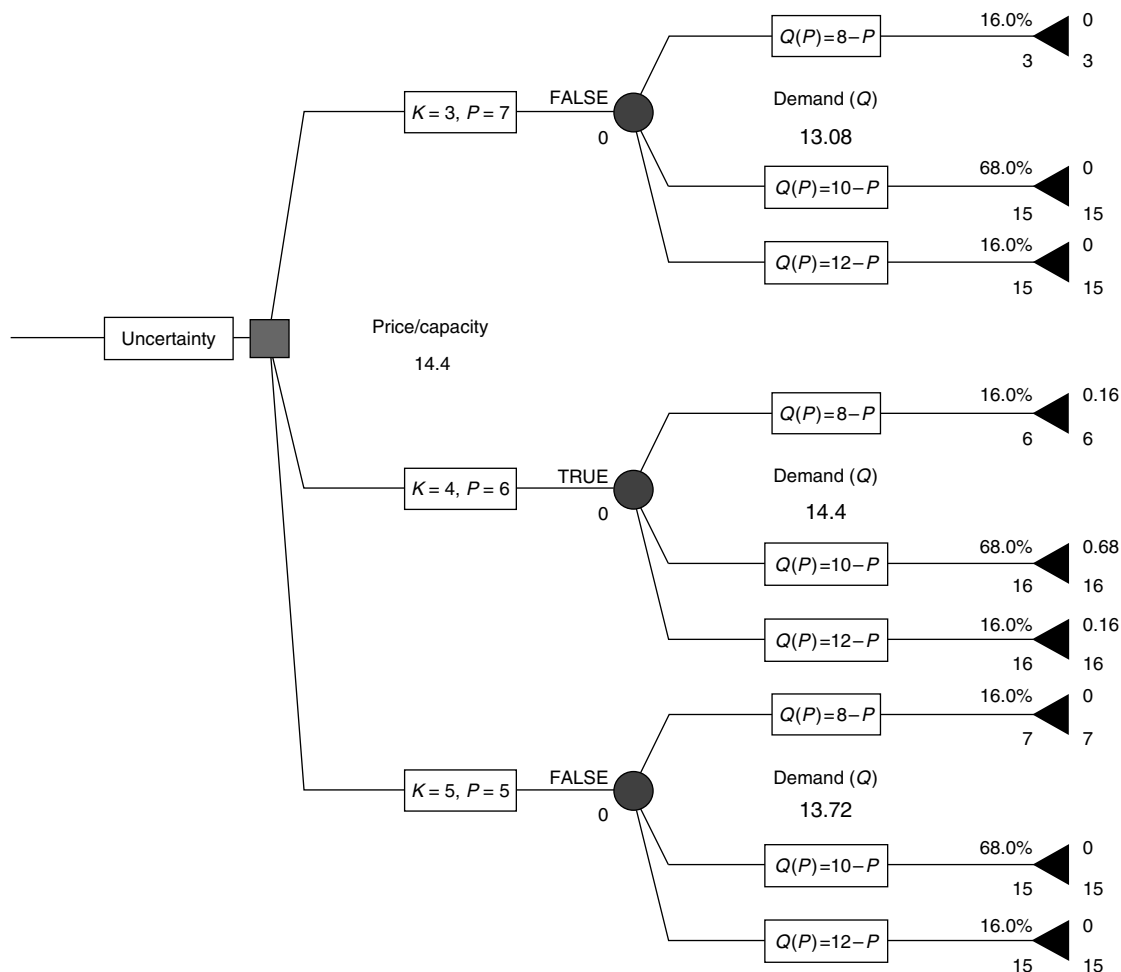 16.0% 0
Q(P)=8–P
3 3
FALSE
K = 3, P = 7
0
Demand (Q)
13.08
68.0% 0
Q(P)=10–P
15 15
16.0% 0
Q(P)=12–P
15 15
Uncertainty
Price/capacity
14.4
16.0% 0.16
Q(P)=8–P
6 6
TRUE
K = 4, P = 6
0
Demand (Q)
14.4
68.0% 0.68
Q(P)=10–P
16 16
16.0% 0.16
Q(P)=12–P
16 16
16.0% 0
Q(P)=8–P
7 7
FALSE
K = 5, P = 5
0
Demand (Q)
13.72
68.0% 0
Q(P)=10–P
15 15
16.0% 0
Q(P)=12–P
15 15